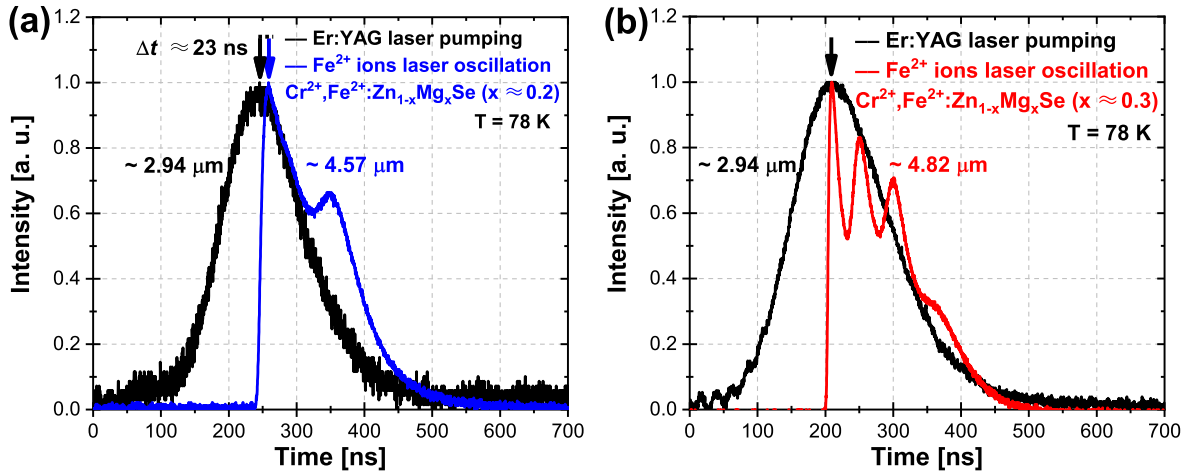 (a)
Δt ≈ 23 ns
Er:YAG laser pumping
Fe²⁺ ions laser oscillation
Cr²⁺,Fe²⁺:Zn₁₋ₓMgₓSe (x ≈ 0.2)
T = 78 K
~ 2.94 μm
~ 4.57 μm
Intensity [a. u.]
1.2
1.0
0.8
0.6
0.4
0.2
0.0
0 100 200 300 400 500 600 700
Time [ns]
(b)
Er:YAG laser pumping
Fe²⁺ ions laser oscillation
Cr²⁺,Fe²⁺:Zn₁₋ₓMgₓSe (x ≈ 0.3)
T = 78 K
~ 2.94 μm
~ 4.82 μm
Intensity [a. u.]
1.2
1.0
0.8
0.6
0.4
0.2
0.0
0 100 200 300 400 500 600 700
Time [ns]